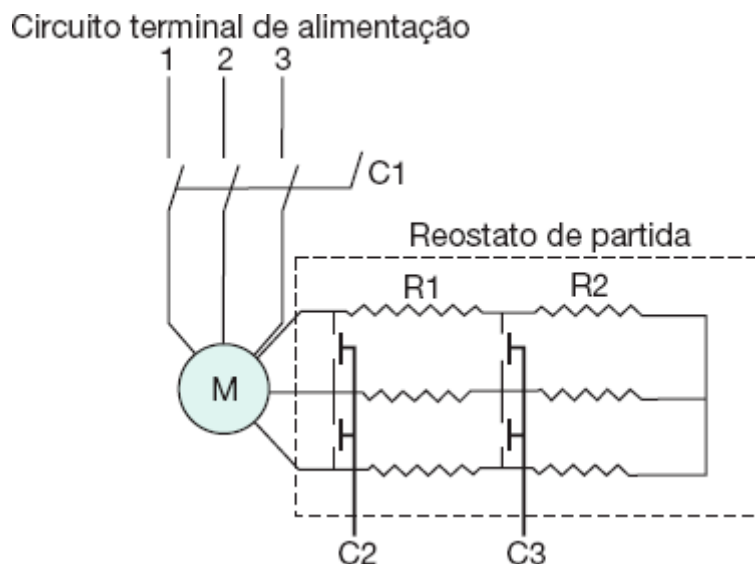 Circuito terminal de alimentação
1 2 3
C1
Reostato de partida
R1 R2
M
C2 C3